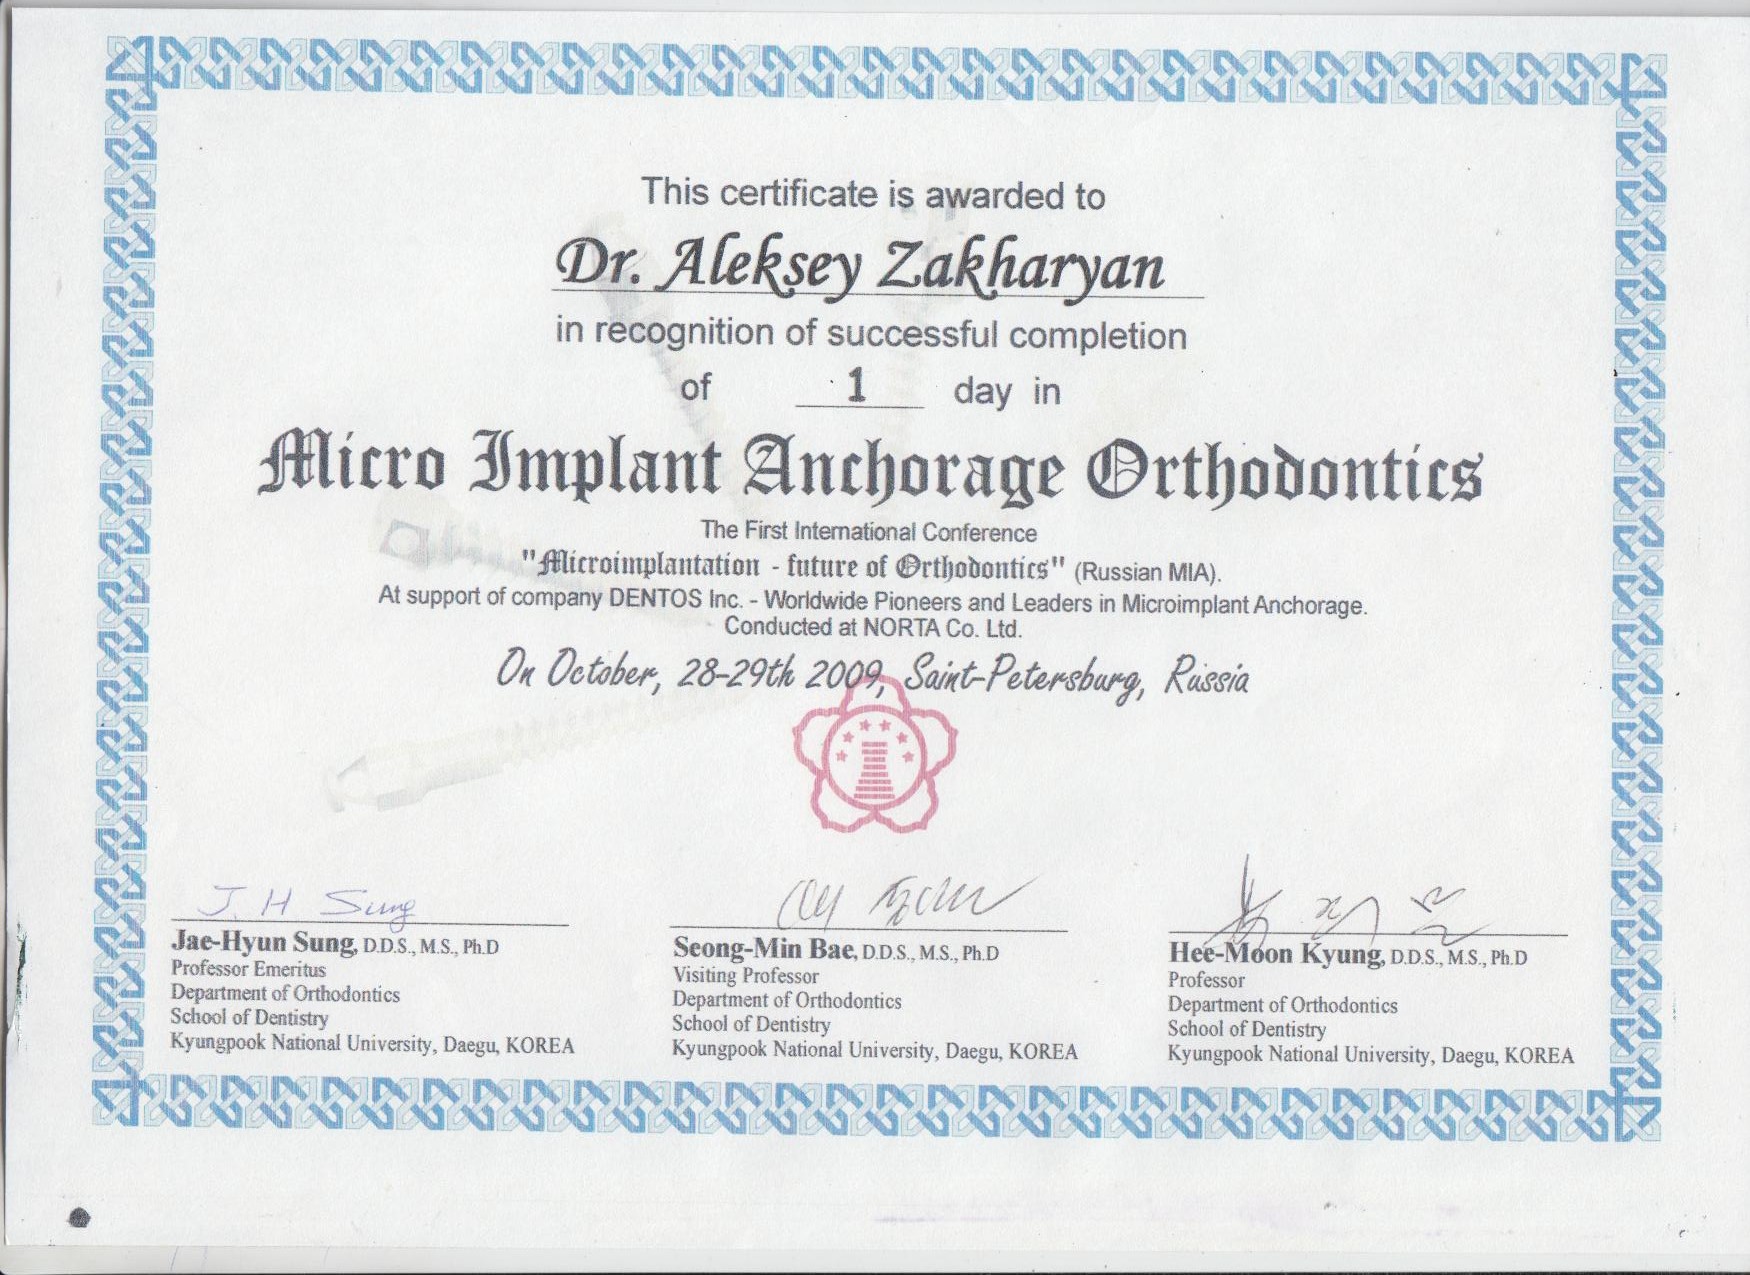 This certificate is awarded to
Dr. Aleksey Zakharyan
in recognition of successful completion
of 1 day in
Micro Implant Anchorage Orthodontics
The First International Conference
"Microimplantation - future of Orthodontics" (Russian MIA).
At support of company DENTOS Inc. - Worldwide Pioneers and Leaders in Microimplant Anchorage.
Conducted at NORTA Co. Ltd.
On October, 28-29th 2009, Saint-Petersburg, Russia
J. H Sung
Jae-Hyun Sung, D.D.S., M.S., Ph.D
Professor Emeritus
Department of Orthodontics
School of Dentistry
Kyungpook National University, Daegu, KOREA
Seong-Min Bae, D.D.S., M.S., Ph.D
Visiting Professor
Department of Orthodontics
School of Dentistry
Kyungpook National University, Daegu, KOREA
Hee-Moon Kyung, D.D.S., M.S., Ph.D
Professor
Department of Orthodontics
School of Dentistry
Kyungpook National University, Daegu, KOREA